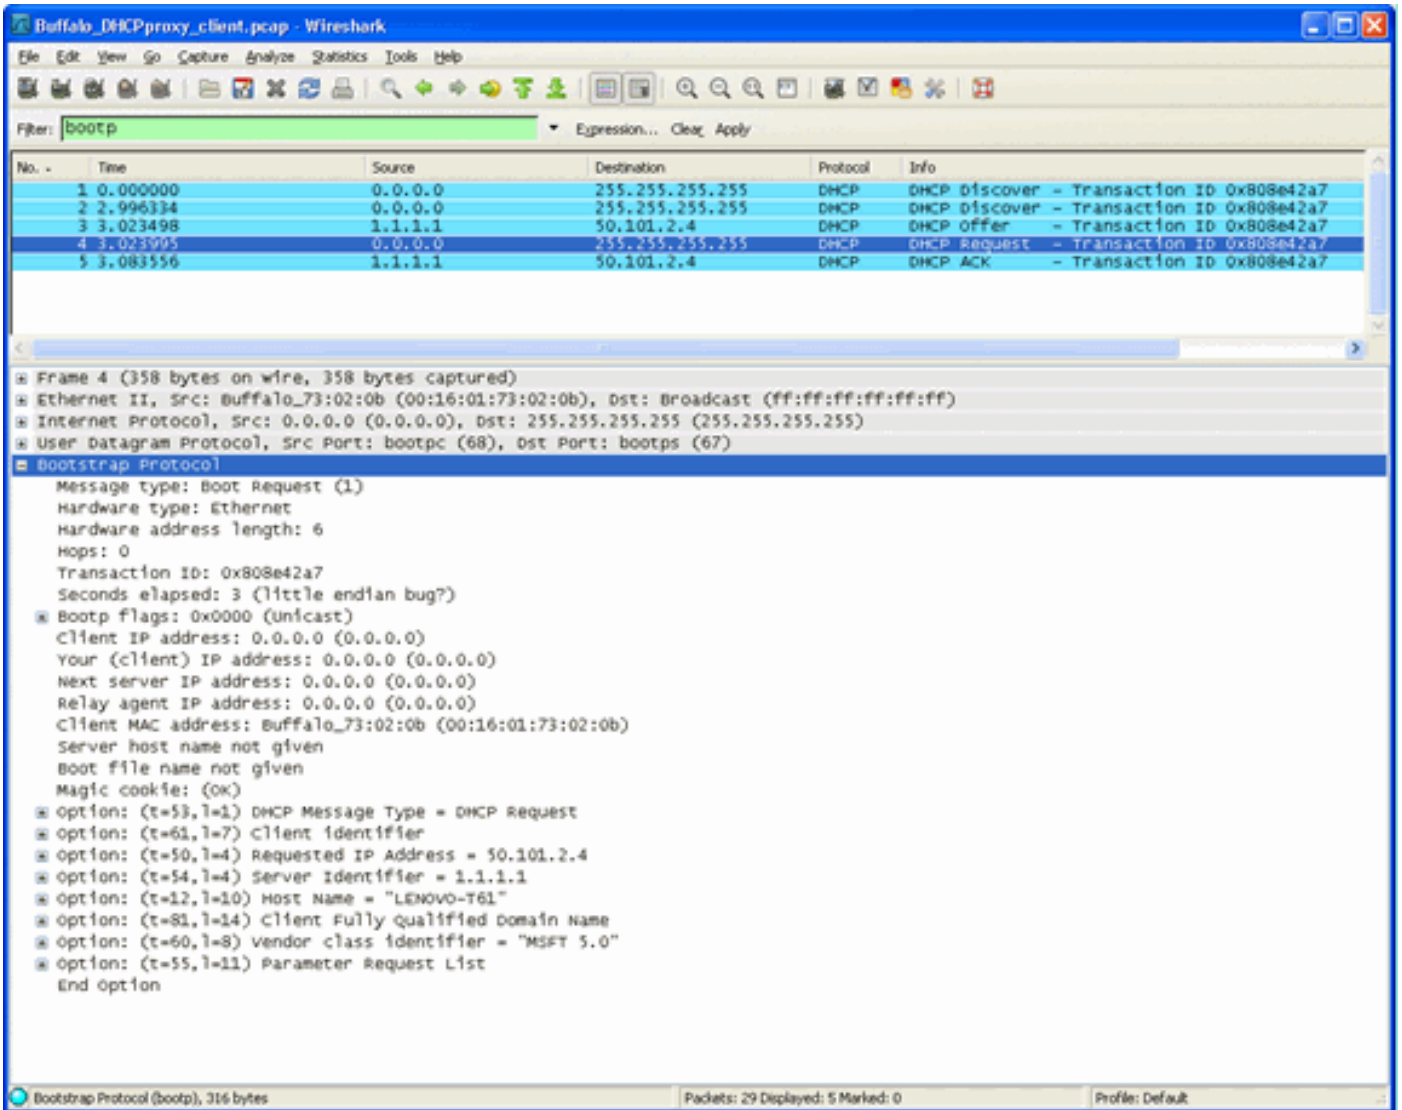 Buffalo_DHCPproxy_client.pcap - Wireshark
File Edit View Go Capture Analyze Statistics Tools Help
Filter: bootp Expression... Clear Apply
No. - Time Source Destination Protocol Info
1 0.000000 0.0.0.0 255.255.255.255 DHCP DHCP Discover - Transaction ID 0x808e42a7
2 2.996334 0.0.0.0 255.255.255.255 DHCP DHCP Discover - Transaction ID 0x808e42a7
3 3.023498 1.1.1.1 50.101.2.4 DHCP DHCP Offer - Transaction ID 0x808e42a7
4 3.023995 0.0.0.0 255.255.255.255 DHCP DHCP Request - Transaction ID 0x808e42a7
5 3.083556 1.1.1.1 50.101.2.4 DHCP DHCP ACK - Transaction ID 0x808e42a7
Frame 4 (358 bytes on wire, 358 bytes captured)
Ethernet II, Src: Buffalo_73:02:0b (00:16:01:73:02:0b), Dst: Broadcast (ff:ff:ff:ff:ff:ff)
Internet Protocol, Src: 0.0.0.0 (0.0.0.0), Dst: 255.255.255.255 (255.255.255.255)
User Datagram Protocol, Src Port: bootpc (68), Dst Port: bootps (67)
Bootstrap Protocol
Message type: Boot Request (1)
Hardware type: Ethernet
Hardware address length: 6
Hops: 0
Transaction ID: 0x808e42a7
Seconds elapsed: 3 (little endian bug?)
Bootp flags: 0x0000 (Unicast)
Client IP address: 0.0.0.0 (0.0.0.0)
Your (client) IP address: 0.0.0.0 (0.0.0.0)
Next server IP address: 0.0.0.0 (0.0.0.0)
Relay agent IP address: 0.0.0.0 (0.0.0.0)
Client MAC address: Buffalo_73:02:0b (00:16:01:73:02:0b)
Server host name not given
Boot file name not given
Magic cookie: (OK)
Option: (t=53,l=1) DHCP Message Type = DHCP Request
Option: (t=61,l=7) Client identifier
Option: (t=50,l=4) Requested IP Address = 50.101.2.4
Option: (t=54,l=4) Server Identifier = 1.1.1.1
Option: (t=12,l=10) Host Name = "LENOVO-T61"
Option: (t=81,l=14) Client Fully Qualified Domain Name
Option: (t=60,l=8) Vendor class identifier = "MSFT 5.0"
Option: (t=55,l=11) Parameter Request List
End Option
Bootstrap Protocol (bootp), 316 bytes Packets: 29 Displayed: 5 Marked: 0 Profile: Default